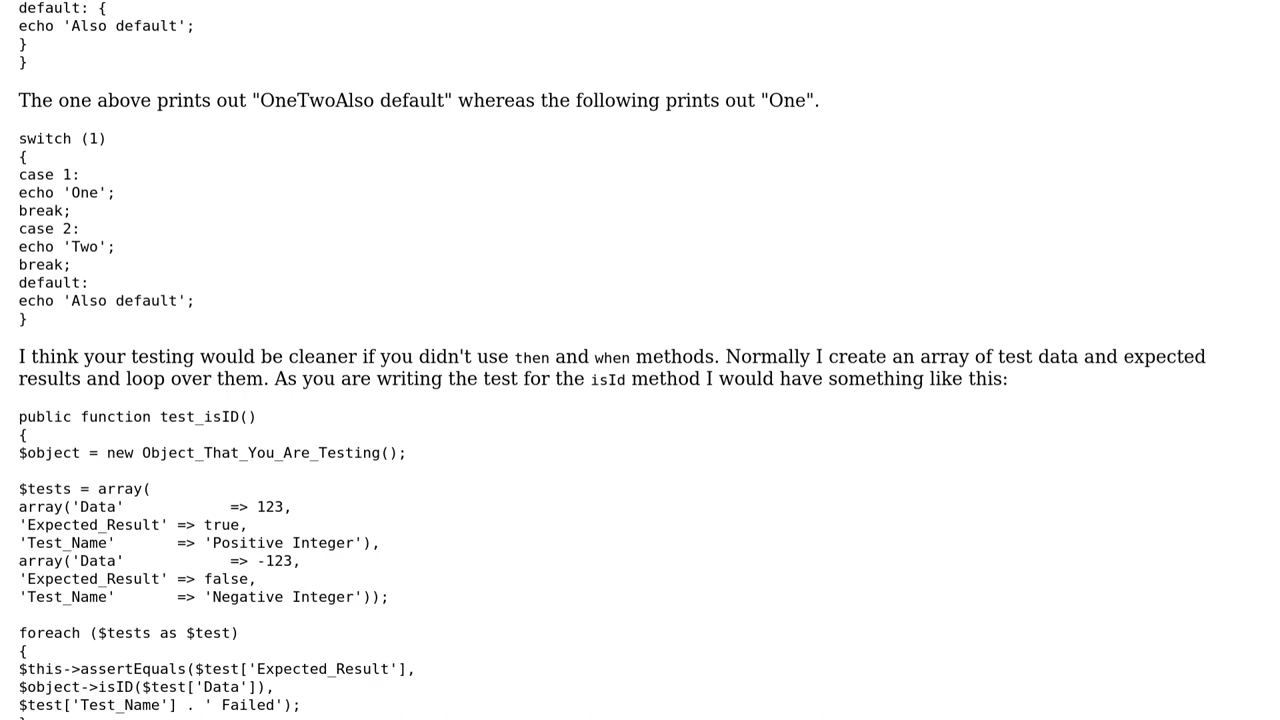 default: {
echo 'Also default';
}
}
The one above prints out "OneTwoAlso default" whereas the following prints out "One".
switch (1)
{
case 1:
echo 'One';
break;
case 2:
echo 'Two';
break;
default:
echo 'Also default';
}
I think your testing would be cleaner if you didn't use then and when methods. Normally I create an array of test data and expected
results and loop over them. As you are writing the test for the isId method I would have something like this:
public function test_isID()
{
$object = new Object_That_You_Are_Testing();
$tests = array(
array('Data'            => 123,
'Expected_Result' => true,
'Test_Name'       => 'Positive Integer'),
array('Data'            => -123,
'Expected_Result' => false,
'Test_Name'       => 'Negative Integer'));
foreach ($tests as $test)
{
$this->assertEquals($test['Expected_Result'],
$object->isID($test['Data']),
$test['Test_Name'] . ' Failed');
}